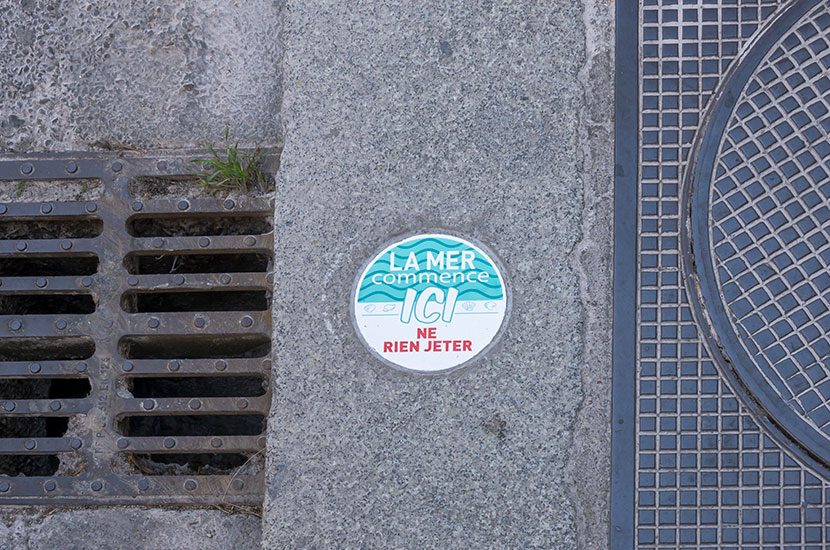 LA MER
commence
ICI
NE
RIEN JETER